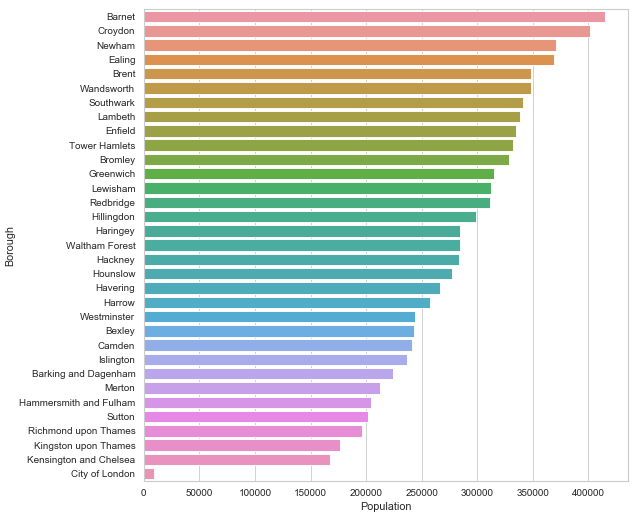 Barnet
Croydon
Newham
Ealing
Brent
Wandsworth
Southwark
Lambeth
Enfield
Tower Hamlets
Bromley
Greenwich
Lewisham
Redbridge
Hillingdon
Haringey
Waltham Forest
Hackney
Hounslow
Havering
Harrow
Westminster
Bexley
Camden
Islington
Barking and Dagenham
Merton
Hammersmith and Fulham
Sutton
Richmond upon Thames
Kingston upon Thames
Kensington and Chelsea
City of London
Borough
0 50000 100000 150000 200000 250000 300000 350000 400000
Population